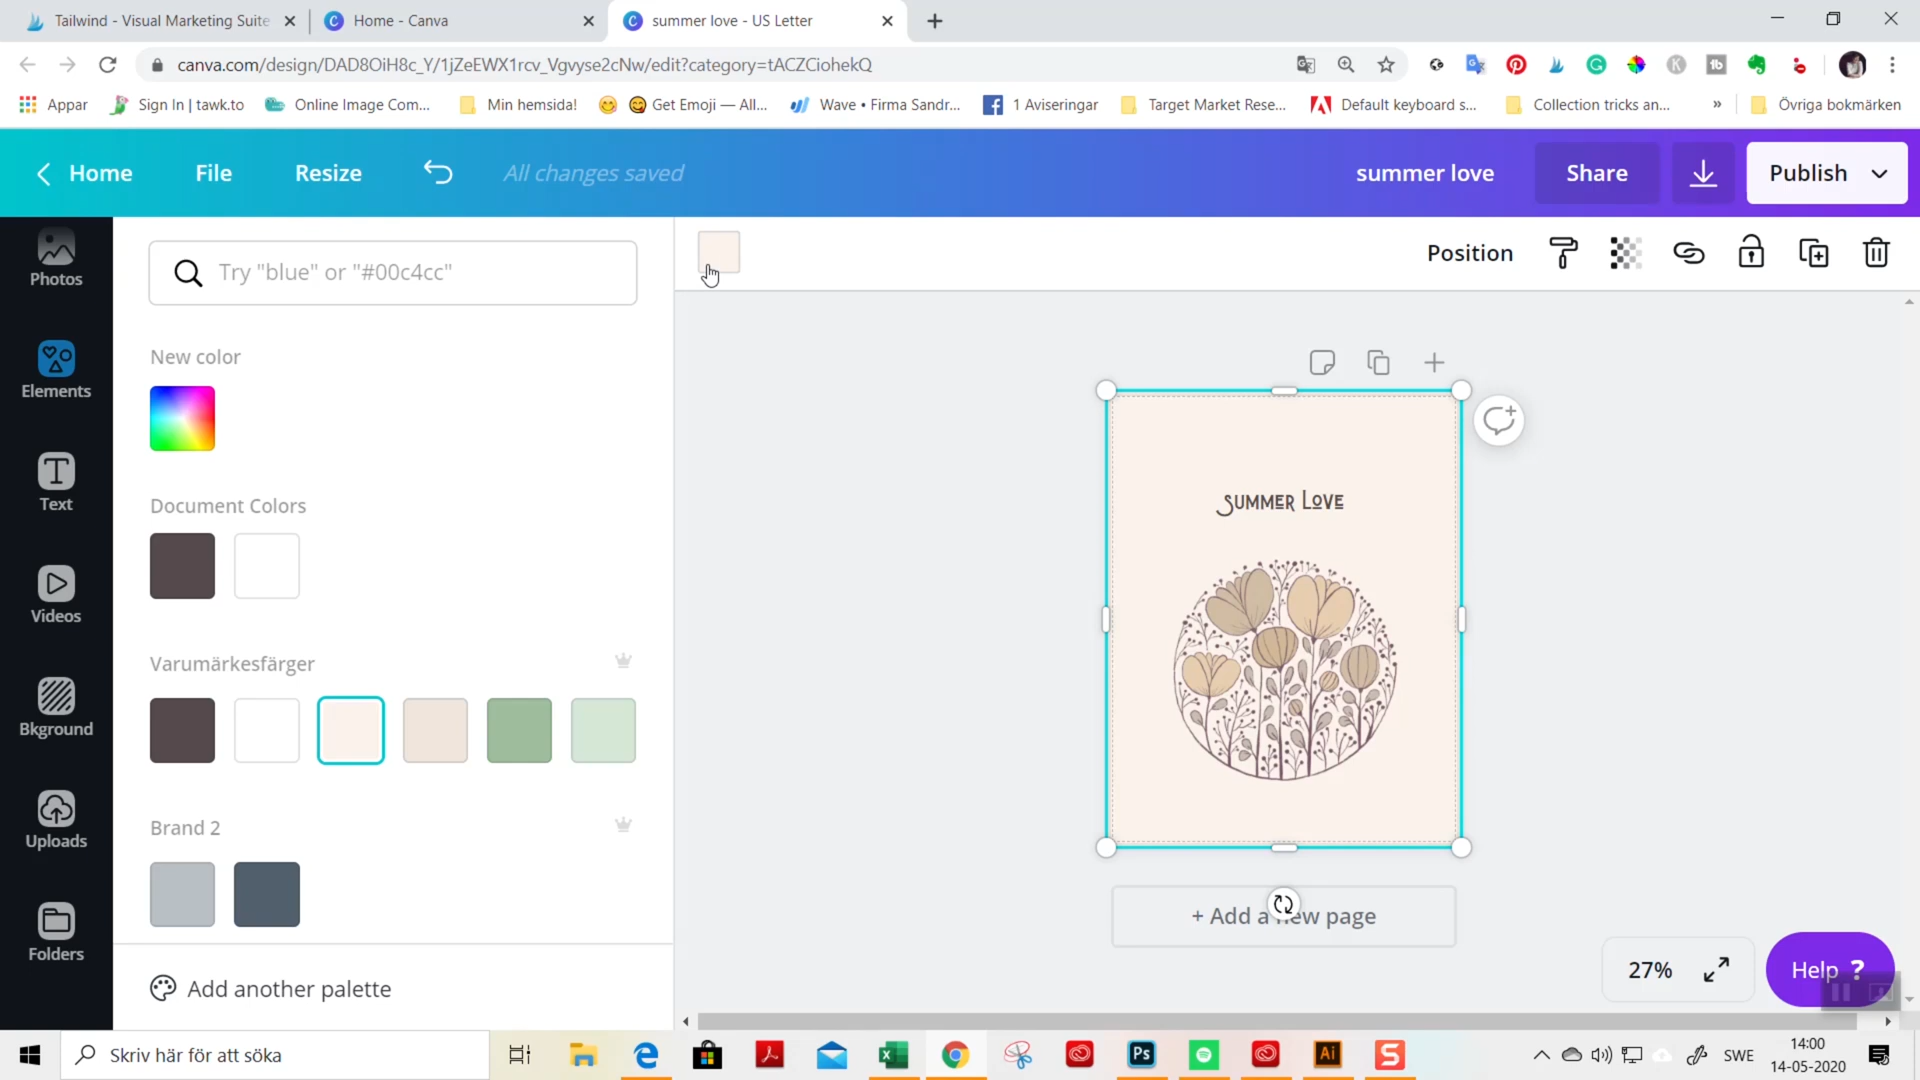 Tailwind - Visual Marketing Suite
Home - Canva
summer love - US Letter
canva.com/design/DAD8OiH8c_Y/1jZeEWX1rcv_Vgvyse2cNw/edit?category=tACZCiohekQ
Appar
Sign In | tawk.to
Online Image Com...
Min hemsida!
Get Emoji — All...
Wave • Firma Sandr...
1 Aviseringar
Target Market Rese...
Default keyboard s...
Collection tricks an...
»
Övriga bokmärken
Home
File
Resize
All changes saved
summer love
Share
Publish
Photos
Elements
Text
Videos
Bkground
Uploads
Folders
Try "blue" or "#00c4cc"
New color
Document Colors
Varumärkesfärger
Brand 2
Add another palette
Position
SUMMER LOVE
+ Add a new page
27%
Help ?
Skriv här för att söka
Ps
Ai
S
SWE
14:00
14-05-2020